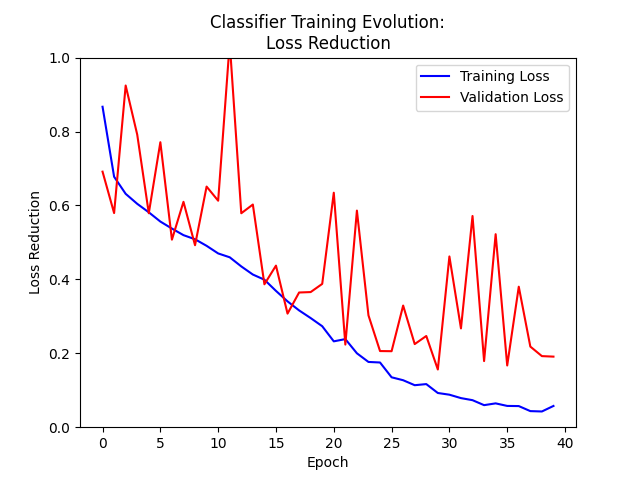 Classifier Training Evolution:
Loss Reduction
1.0
0.8
0.6
0.4
0.2
0.0
Loss Reduction
Training Loss
Validation Loss
0 5 10 15 20 25 30 35 40
Epoch